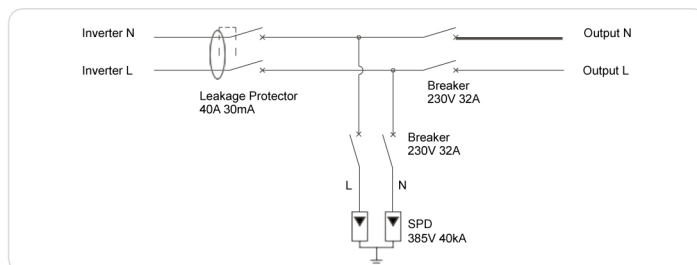 Inverter N
Output N
Inverter L
Output L
Leakage Protector
40A 30mA
Breaker
230V 32A
Breaker
230V 32A
L
N
SPD
385V 40kA